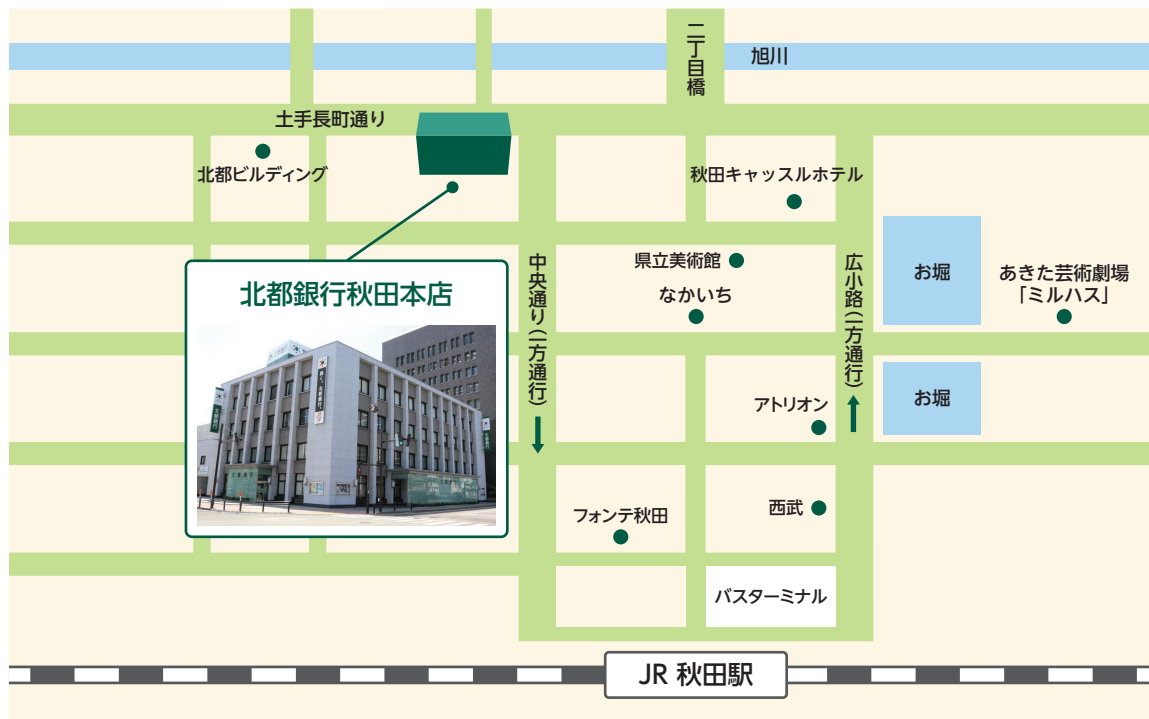 二丁目橋
旭川
土手長町通り
北都ビルディング
秋田キャッスルホテル
北都銀行秋田本店
中央通り(一方通行)
県立美術館
なかいち
広小路(一方通行)
お堀
あきた芸術劇場
「ミルハス」
お堀
アトリオン
フォンテ秋田
西武
バスターミナル
JR 秋田駅